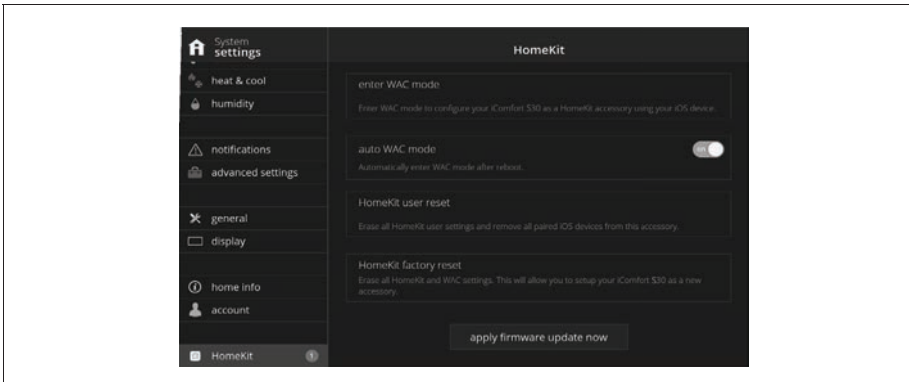 System
settings
HomeKit
heat & cool
humidity
notifications
advanced settings
general
display
home info
account
HomeKit 1
enter WAC mode
Enter WAC mode to configure your iComfort S30 as a HomeKit accessory using your iOS device.
auto WAC mode
on
Automatically enter WAC mode after reboot.
HomeKit user reset
Erase all HomeKit user settings and remove all paired iOS devices from this accessory.
HomeKit factory reset
Erase all HomeKit and WAC settings. This will allow you to setup your iComfort S30 as a new
accessory.
apply firmware update now